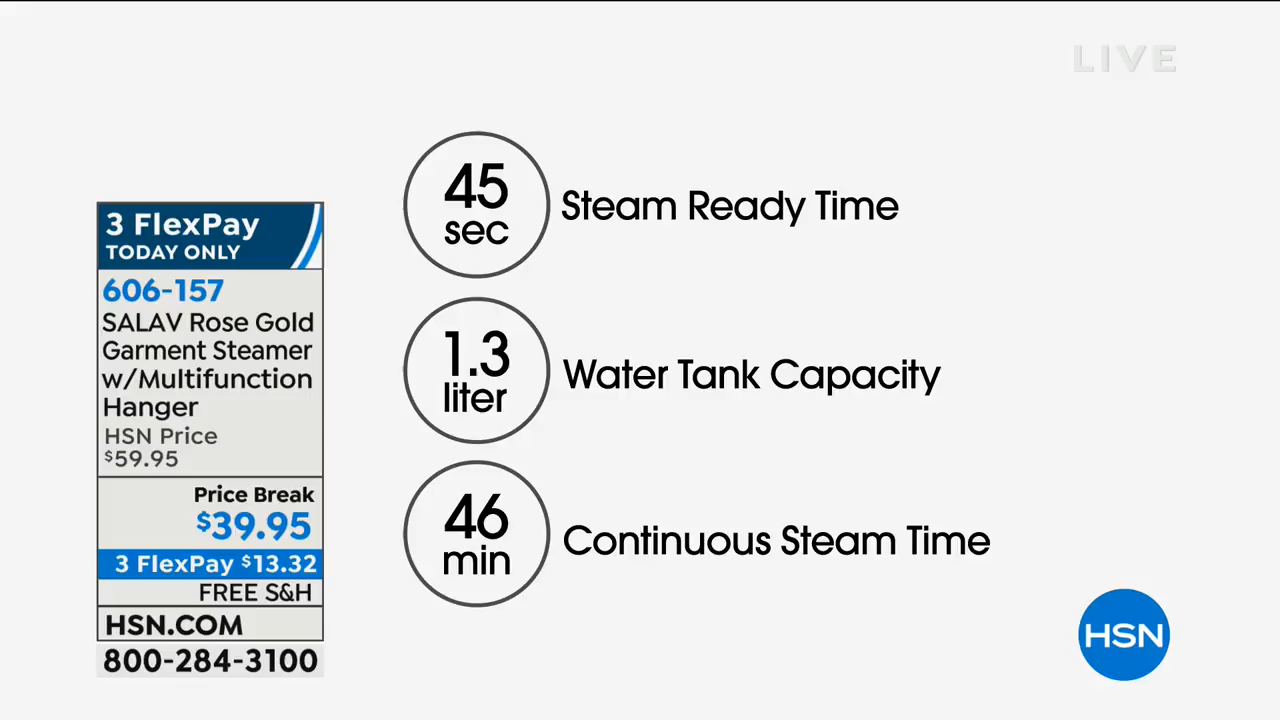 LIVE
3 FlexPay
TODAY ONLY
606-157
SALAV Rose Gold
Garment Steamer
w/Multifunction
Hanger
HSN Price
$59.95
Price Break
$39.95
3 FlexPay $13.32
FREE S&H
HSN.COM
800-284-3100
45
sec
Steam Ready Time
1.3
liter
Water Tank Capacity
46
min
Continuous Steam Time
HSN